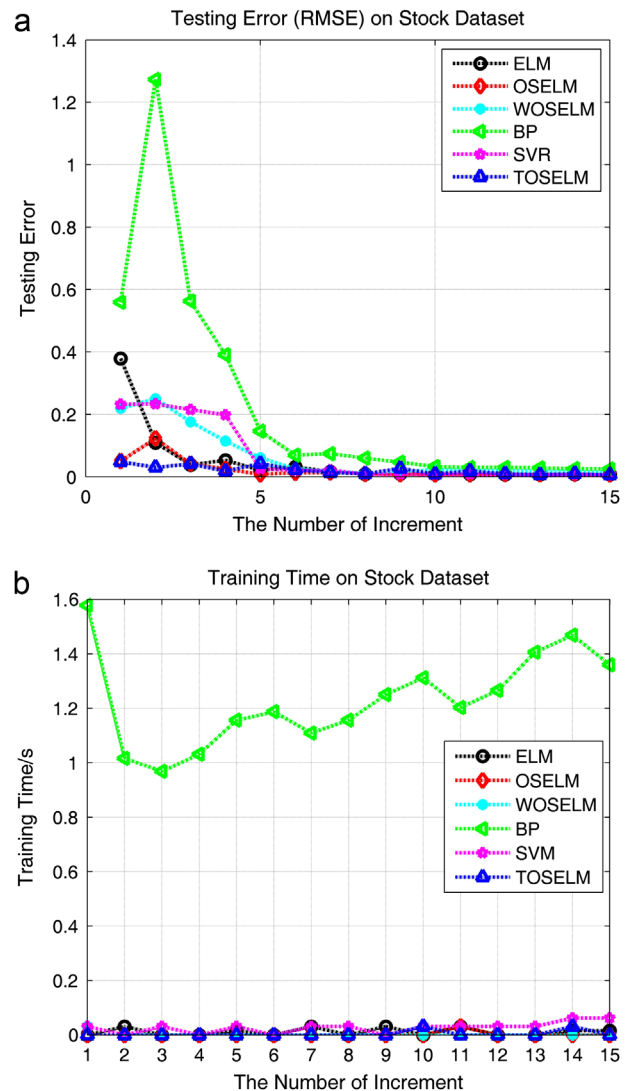 a
Testing Error (RMSE) on Stock Dataset
1.4
1.2
1
0.8
0.6
0.4
0.2
0
Testing Error
ELM
OSELM
WOSELM
BP
SVR
TOSELM
0
5
10
15
The Number of Increment
b
Training Time on Stock Dataset
1.6
1.4
1.2
1
0.8
0.6
0.4
0.2
0
Training Time/s
ELM
OSELM
WOSELM
BP
SVM
TOSELM
1 2 3 4 5 6 7 8 9 10 11 12 13 14 15
The Number of Increment